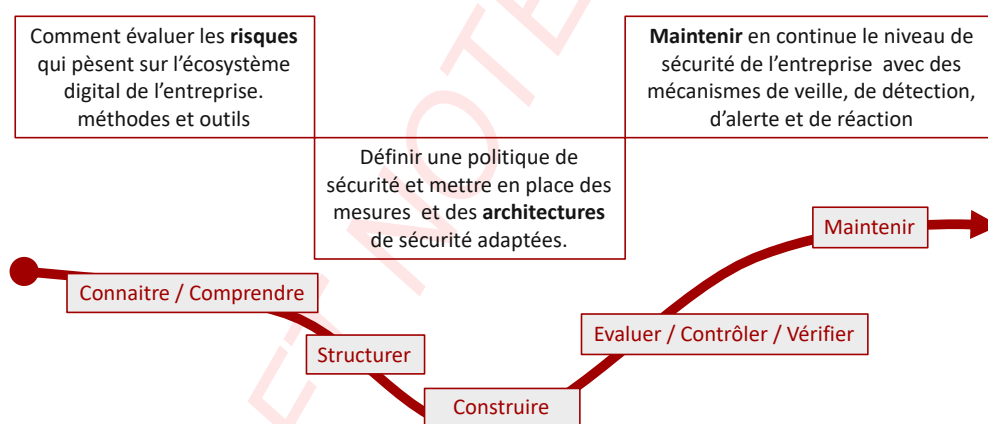 Comment évaluer les risques
qui pèsent sur l'écosystème
digital de l'entreprise.
méthodes et outils
Maintenir en continue le niveau de
sécurité de l'entreprise avec des
mécanismes de veille, de détection,
d'alerte et de réaction
Définir une politique de
sécurité et mettre en place des
mesures et des architectures
de sécurité adaptées.
Maintenir
Connaitre / Comprendre
Evaluer / Contrôler / Vérifier
Structurer
Construire
ET NOTE